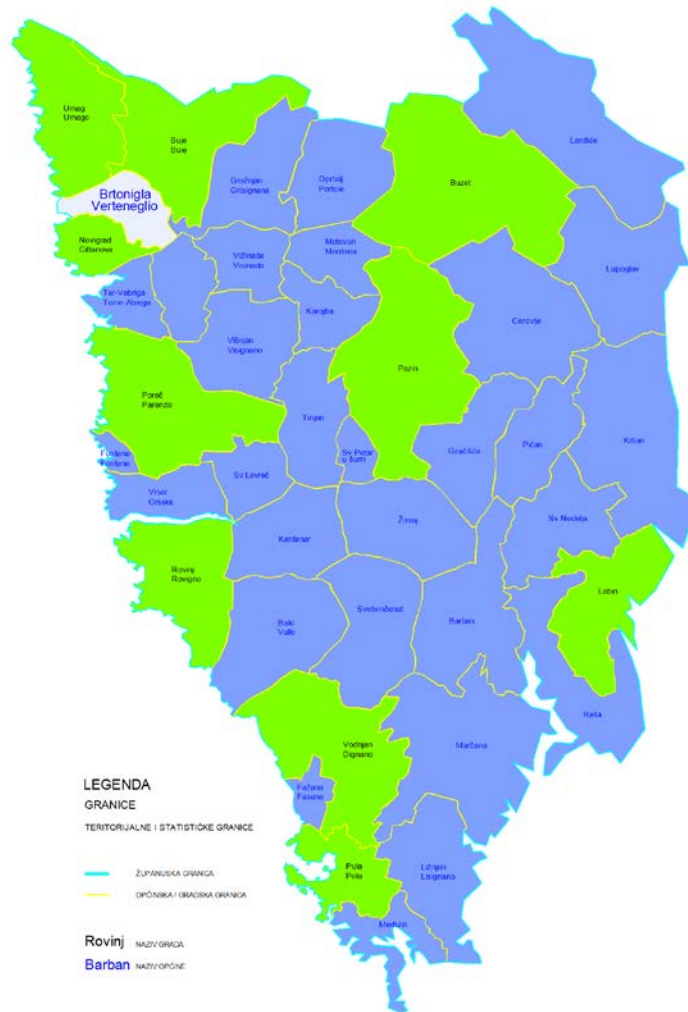 Umag
Umago
Buje
Buie
Grožnjan
Grisignana
Oprtalj
Portole
Buzet
Lanišće
Brtonigla
Verteneglio
Novigrad
Cittanova
Vižinada
Visinada
Motovun
Montona
Lupoglav
Tar-Vabriga
Torre-Abrega
Karojba
Cerovlje
Višnjan
Visignano
Pazin
Poreč
Parenzo
Tinjan
Kršan
Funtana
Fontane
Sv.Lovreč
Sv.Petar
u šumi
Gračišće
Pićan
Vrsar
Orsera
Žminj
Sv.Nedelja
Kanfanar
Rovinj
Rovigno
Labin
Bale
Valle
Svetvinčenat
Barban
Raša
Vodnjan
Dignano
Marčana
Fažana
Fasana
Pula
Pola
Ližnjan
Lisignano
Medulin
LEGENDA
GRANICE
TERITORIJALNE I STATISTIČKE GRANICE
ŽUPANIJSKA GRANICA
OPĆINSKA / GRADSKA GRANICA
Rovinj NAZIV GRADA
Barban NAZIV OPĆINE